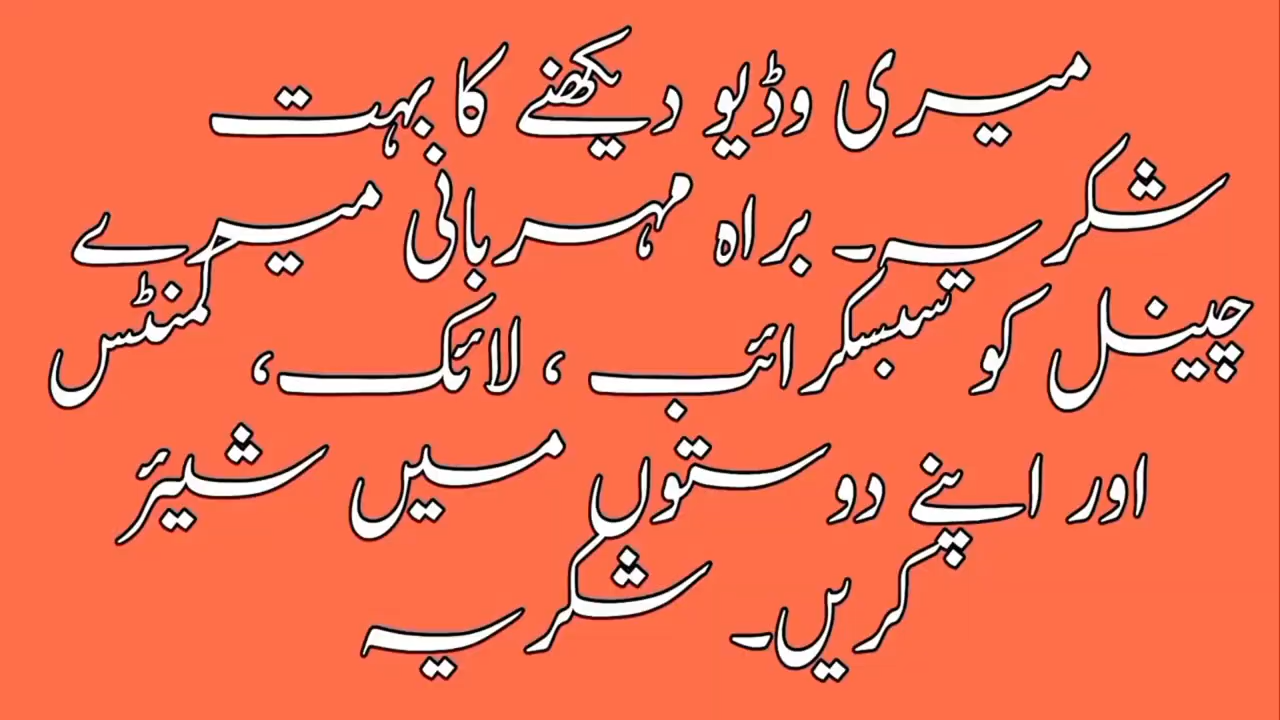 میری وڈیو دیکھنے کا بہت
شکریہ۔ براہ مہربانی میرے
چینل کو سبسکرائب ، لائک، کمنٹس
اور اپنے دوستوں میں شیئر
کریں۔ شکریہ